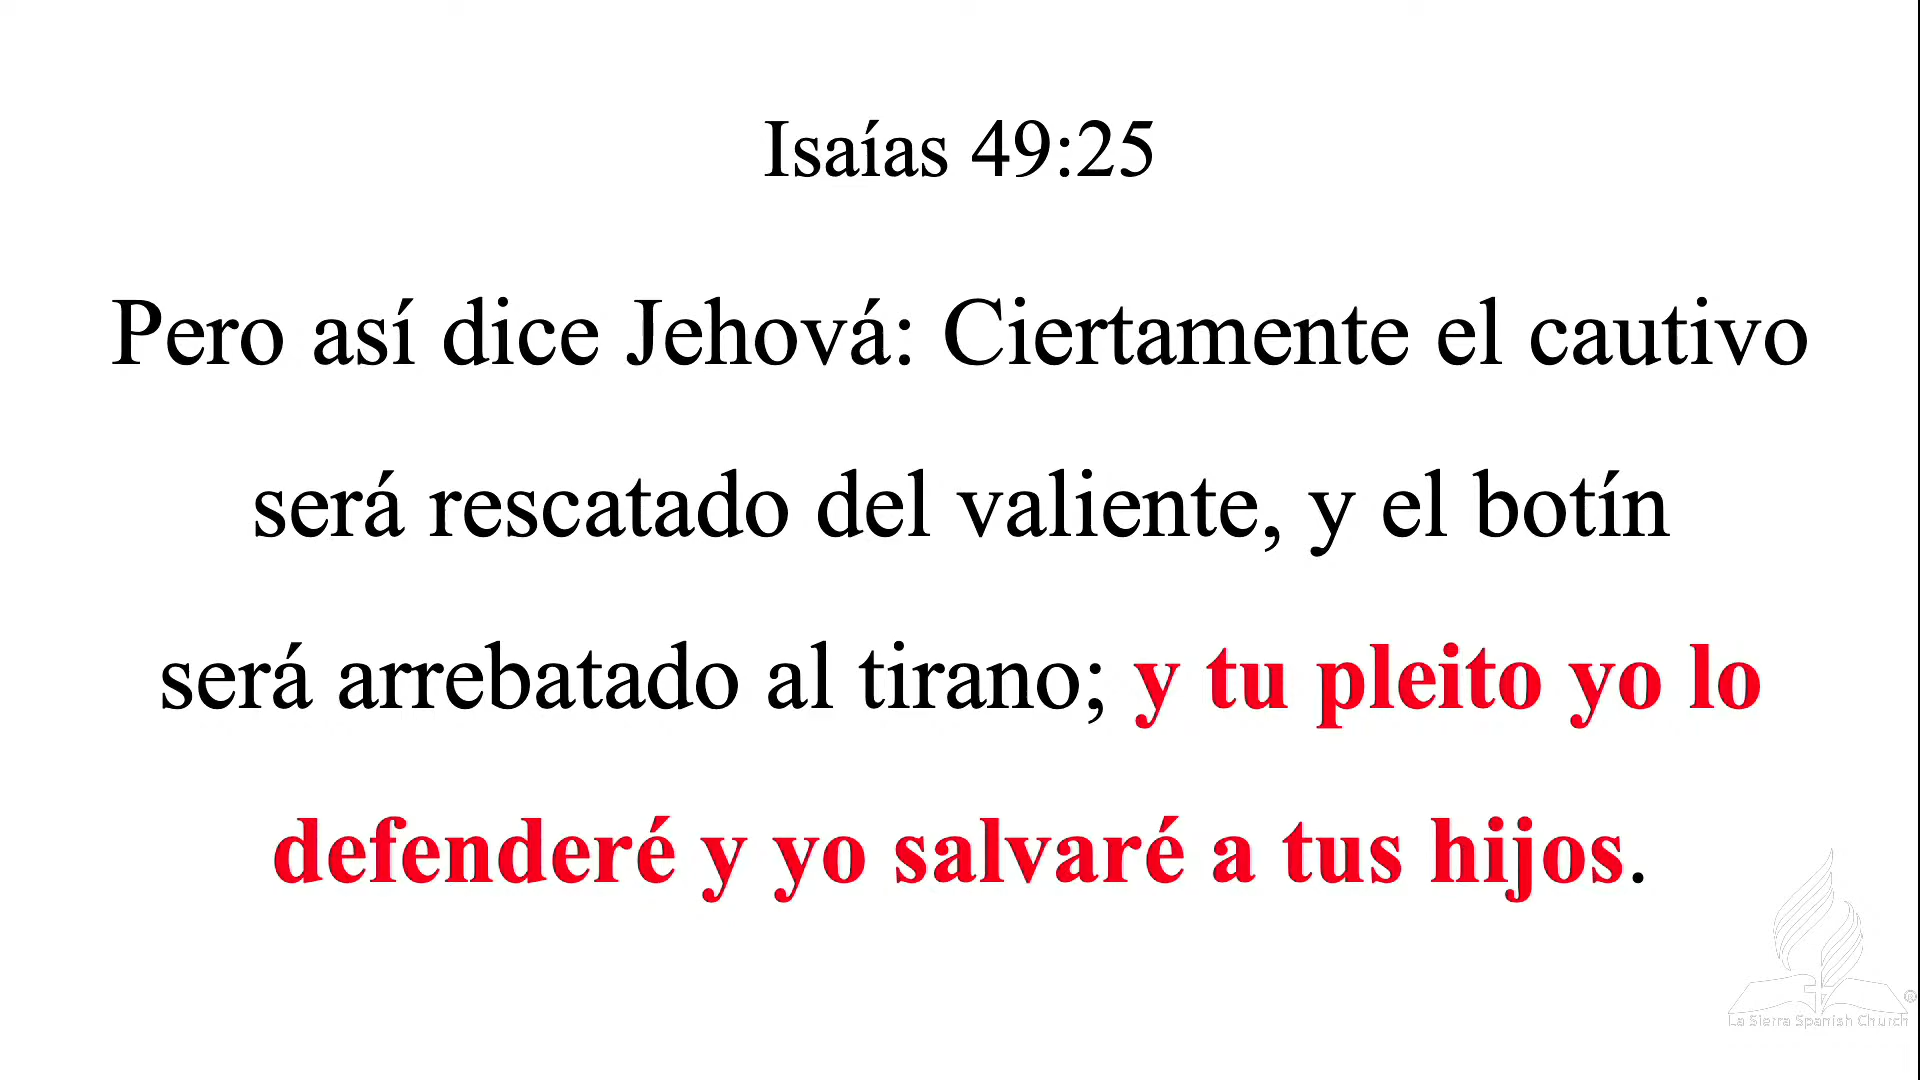 Isaías 49:25
Pero así dice Jehová: Ciertamente el cautivo
será rescatado del valiente, y el botín
será arrebatado al tirano; y tu pleito yo lo
defenderé y yo salvaré a tus hijos.
®
La Sierra Spanish Church